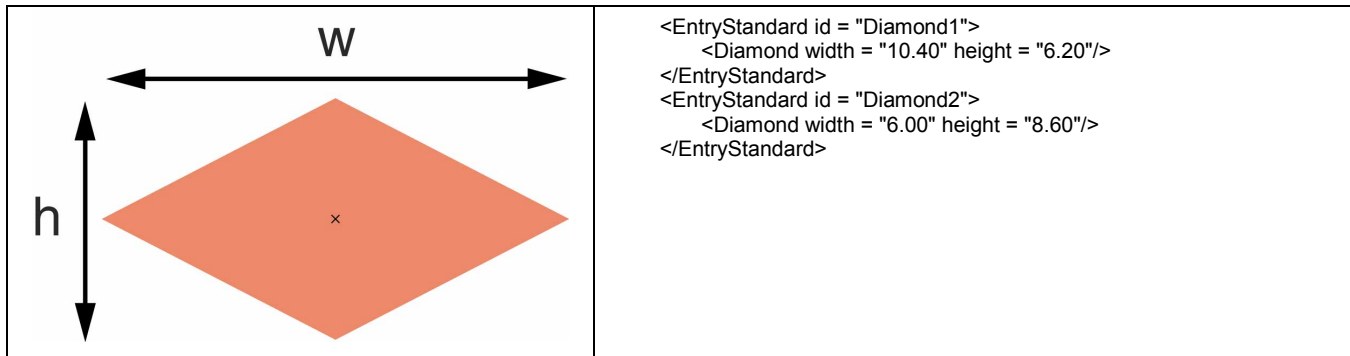 w
h
<EntryStandard id = "Diamond1">
<Diamond width = "10.40" height = "6.20"/>
</EntryStandard>
<EntryStandard id = "Diamond2">
<Diamond width = "6.00" height = "8.60"/>
</EntryStandard>